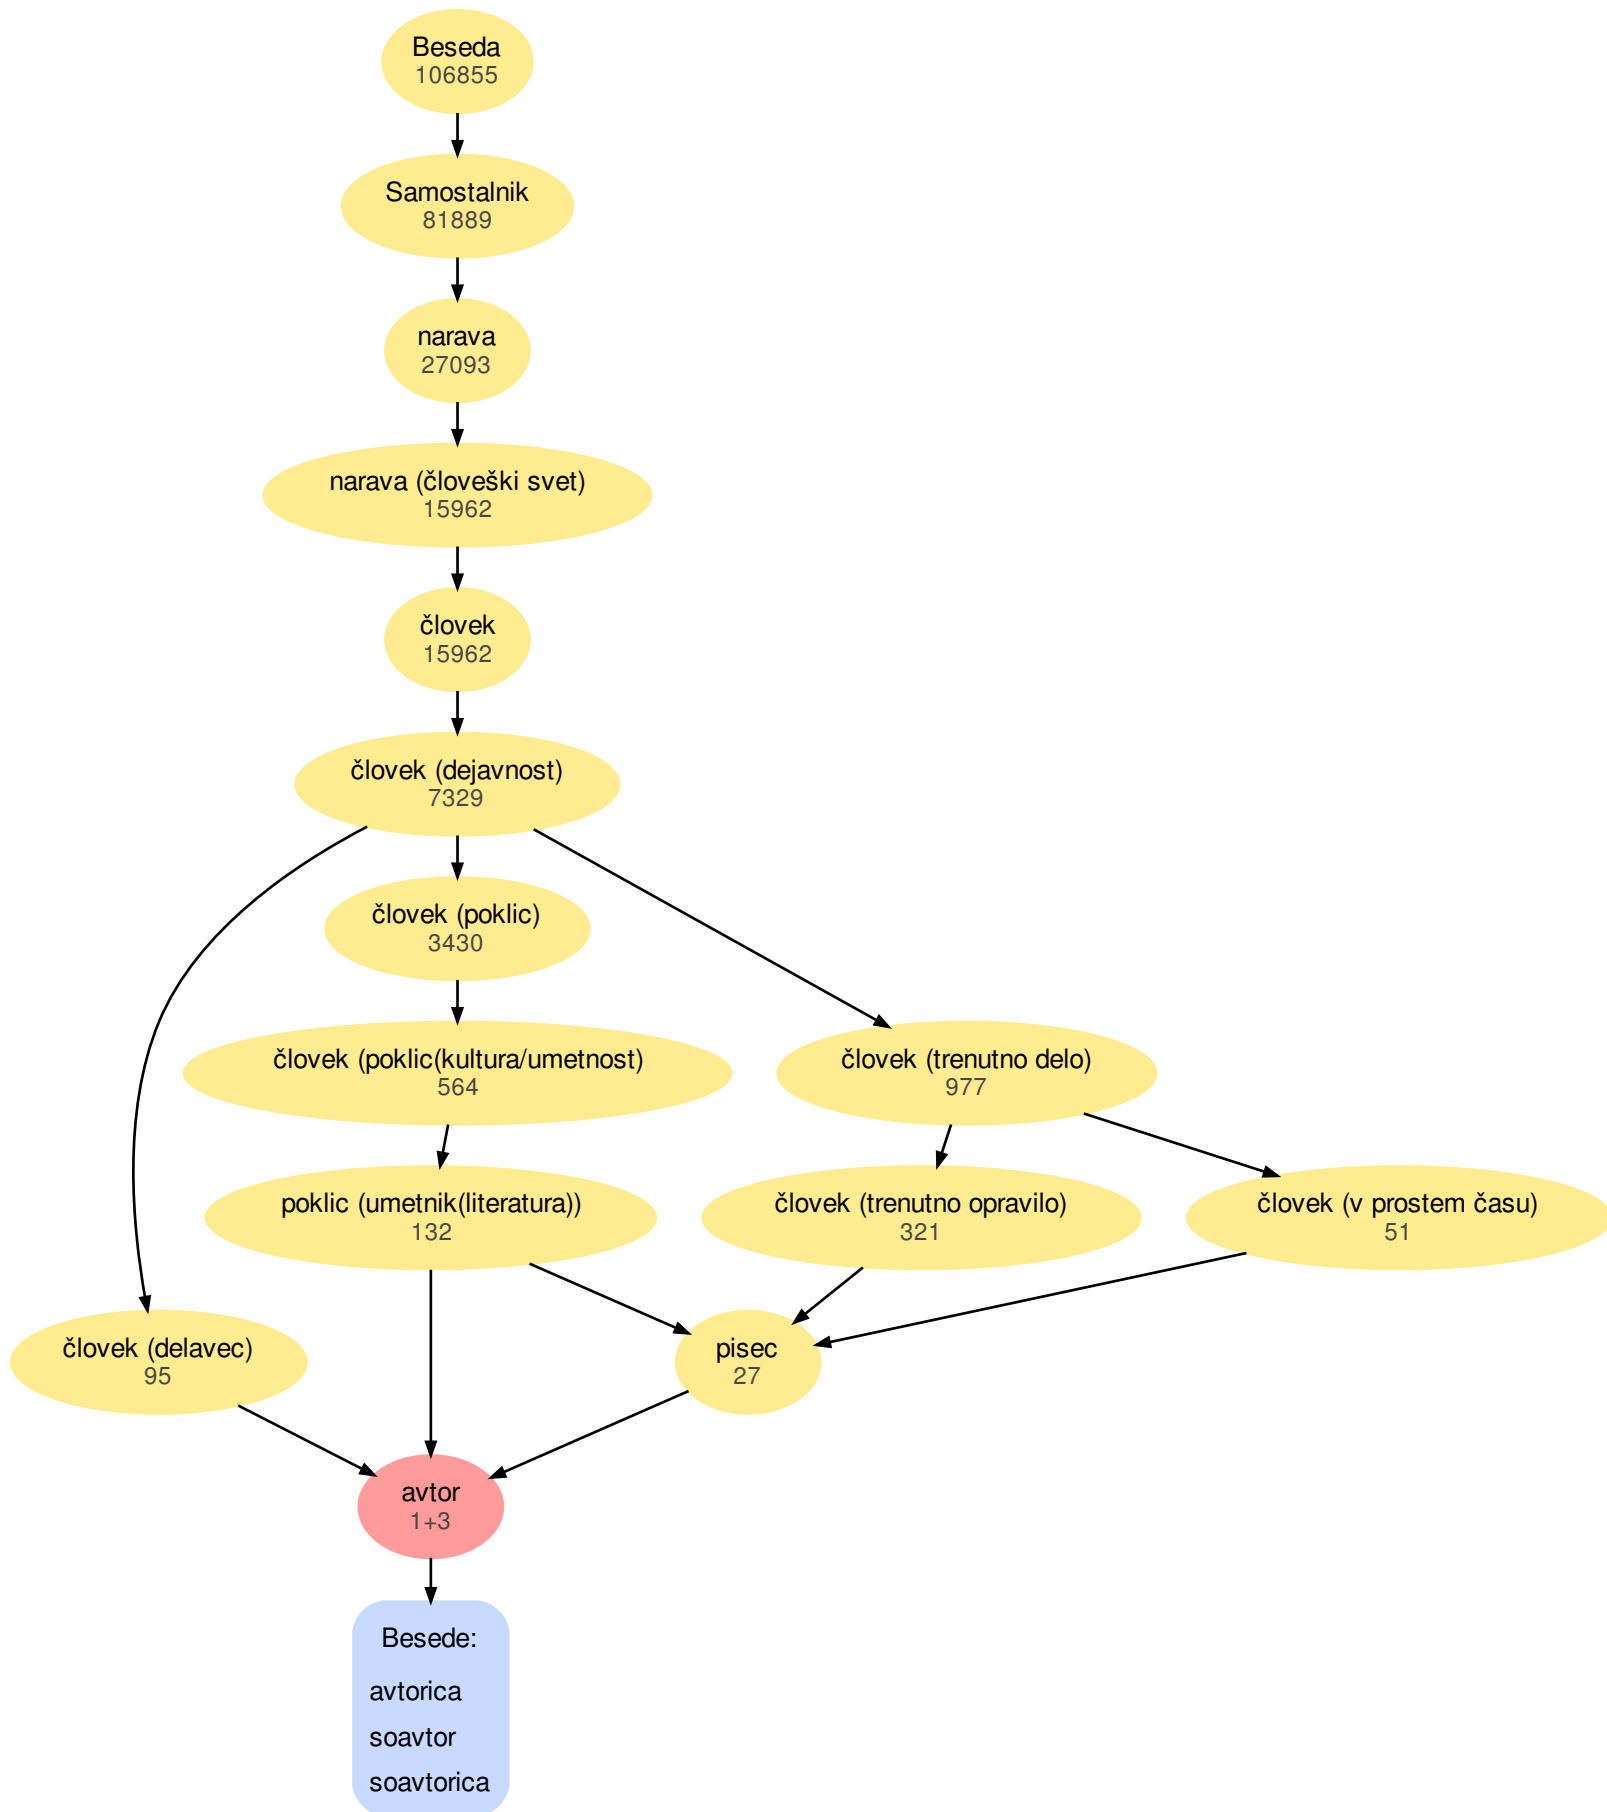 Beseda
106855
Samostalnik
81889
narava
27093
narava (človeški svet)
15962
človek
15962
človek (dejavnost)
7329
človek (poklic)
3430
človek (poklic(kultura/umetnost)
564
človek (trenutno delo)
977
poklic (umetnik(literatura))
132
človek (trenutno opravilo)
321
človek (v prostem času)
51
človek (delavec)
95
pisec
27
avtor
1+3
Besede:
avtorica
soavtor
soavtorica